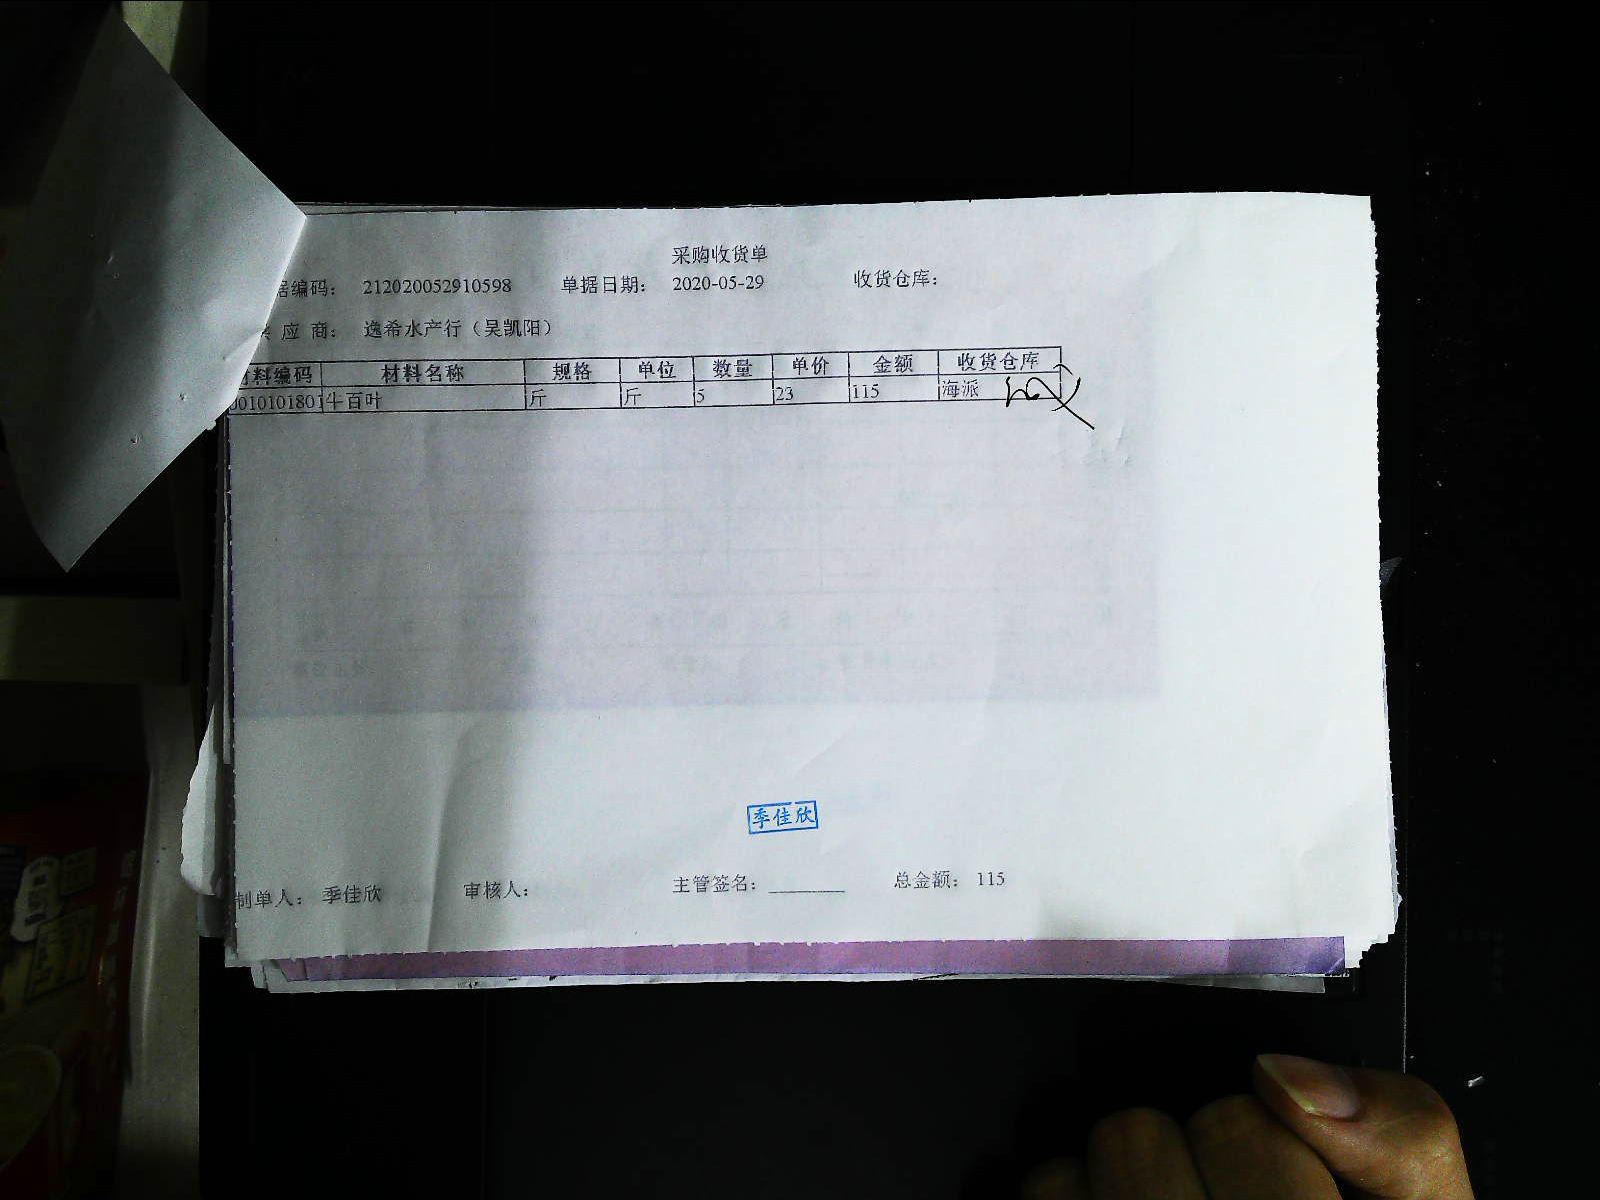 采购收货单
据编码： 212020052910598 单据日期： 2020-05-29 收货仓库：
应 商： 逸希水产行（吴凯阳）
材料编码 材料名称 规格 单位 数量 单价 金额 收货仓库
0010101801 牛百叶 斤 斤 5 23 115 海派
季佳欣
制单人： 季佳欣 审核人： 主管签名：________ 总金额： 115